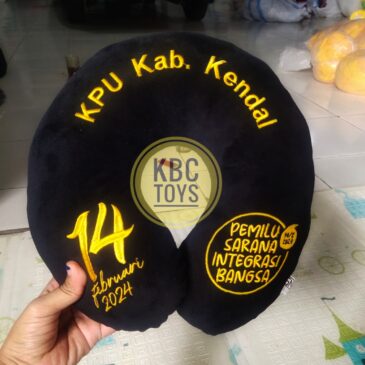 KPU Kab. Kendal
KBC
TOYS
14
februari
2024
PEMILU
SARANA
INTEGRASI
BANGSA